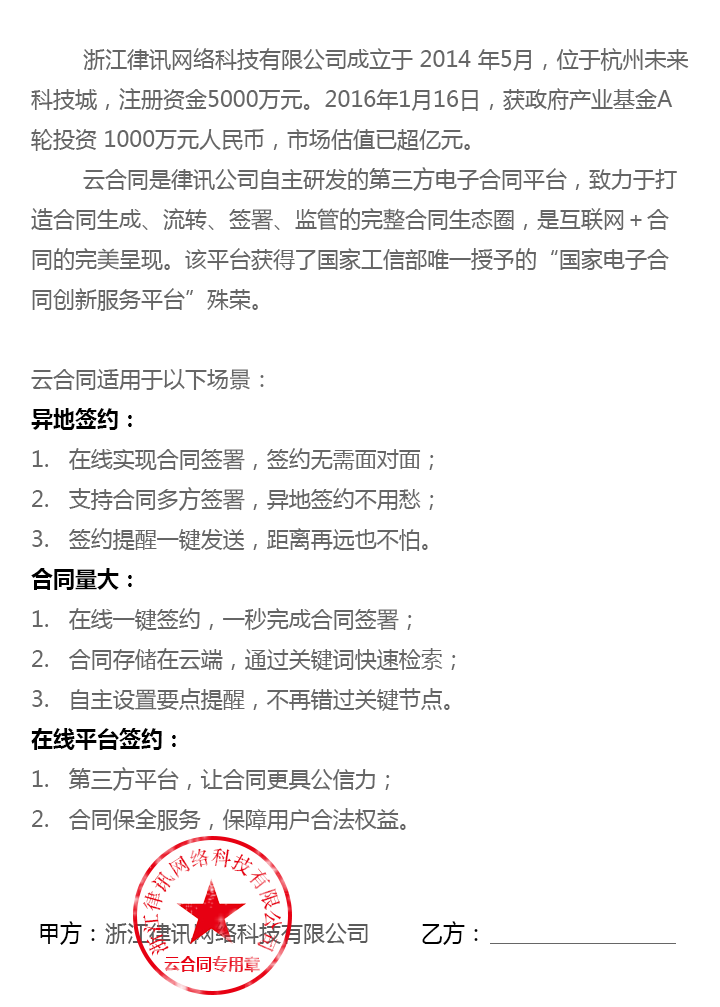 浙江律讯网络科技有限公司成立于 2014 年5月，位于杭州未来
科技城，注册资金5000万元。2016年1月16日，获政府产业基金A
轮投资 1000万元人民币，市场估值已超亿元。
云合同是律讯公司自主研发的第三方电子合同平台，致力于打
造合同生成、流转、签署、监管的完整合同生态圈，是互联网＋合
同的完美呈现。该平台获得了国家工信部唯一授予的“国家电子合
同创新服务平台”殊荣。
云合同适用于以下场景：
异地签约：
1. 在线实现合同签署，签约无需面对面；
2. 支持合同多方签署，异地签约不用愁；
3. 签约提醒一键发送，距离再远也不怕。
合同量大：
1. 在线一键签约，一秒完成合同签署；
2. 合同存储在云端，通过关键词快速检索；
3. 自主设置要点提醒，不再错过关键节点。
在线平台签约：
1. 第三方平台，让合同更具公信力；
2. 合同保全服务，保障用户合法权益。
浙江律讯网络科技有限公司
甲方：浙江律讯网络科技有限公司 乙方：
云合同专用章